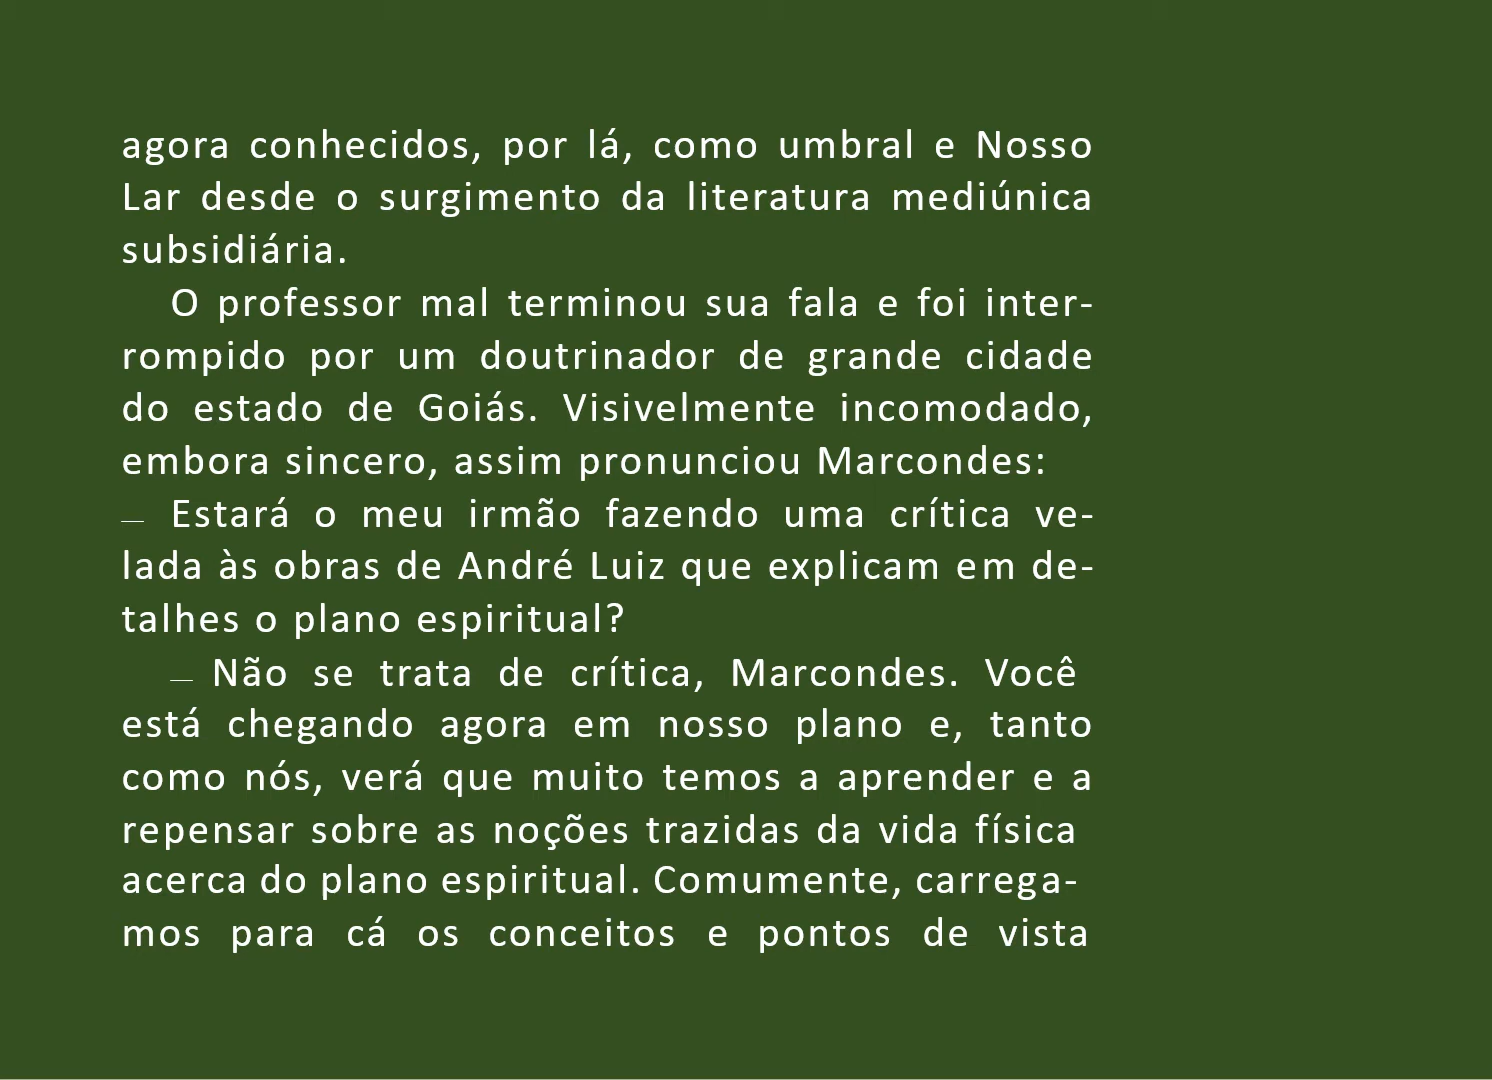 agora conhecidos, por lá, como umbral e Nosso
Lar desde o surgimento da literatura mediúnica
subsidiária.
O professor mal terminou sua fala e foi inter-
rompido por um doutrinador de grande cidade
do estado de Goiás. Visivelmente incomodado,
embora sincero, assim pronunciou Marcondes:
— Estará o meu irmão fazendo uma crítica ve-
lada às obras de André Luiz que explicam em de-
talhes o plano espiritual?
— Não se trata de crítica, Marcondes. Você
está chegando agora em nosso plano e, tanto
como nós, verá que muito temos a aprender e a
repensar sobre as noções trazidas da vida física
acerca do plano espiritual. Comumente, carrega-
mos para cá os conceitos e pontos de vista